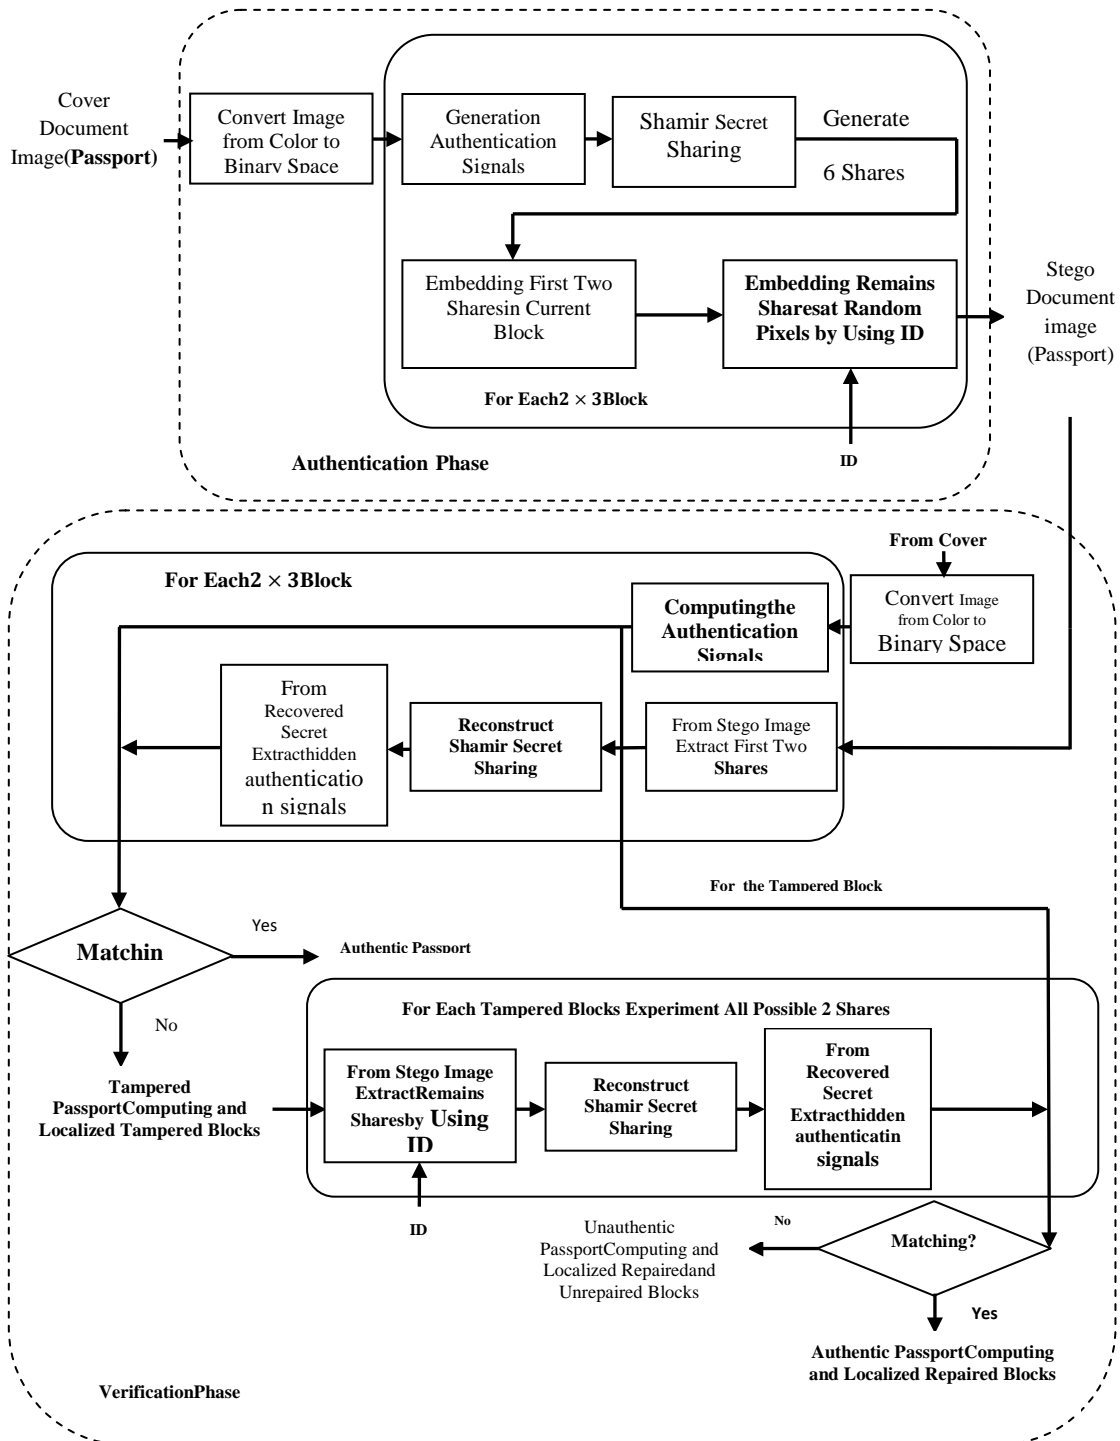 Cover
Document
Image(Passport)
Convert Image
from Color to
Binary Space
Generation
Authentication
Signals
Shamir Secret
Sharing
Generate
6 Shares
Embedding First Two
Sharesin Current
Block
Embedding Remains
Sharesat Random
Pixels by Using ID
Stego
Document
image
(Passport)
For Each2 × 3Block
ID
Authentication Phase
From Cover
For Each2 × 3Block
Computingthe
Authentication
Signals
Convert Image
from Color to
Binary Space
From
Recovered
Secret
Extracthidden
authenticatio
n signals
Reconstruct
Shamir Secret
Sharing
From Stego Image
Extract First Two
Shares
For the Tampered Block
Matchin
Yes
Authentic Passport
No
For Each Tampered Blocks Experiment All Possible 2 Shares
Tampered
PassportComputing and
Localized Tampered Blocks
From Stego Image
ExtractRemains
Sharesby Using
ID
Reconstruct
Shamir Secret
Sharing
From
Recovered
Secret
Extracthidden
authenticatin
signals
ID
Unauthentic
PassportComputing and
Localized Repairedand
Unrepaired Blocks
No
Matching?
Yes
Authentic PassportComputing
and Localized Repaired Blocks
VerificationPhase